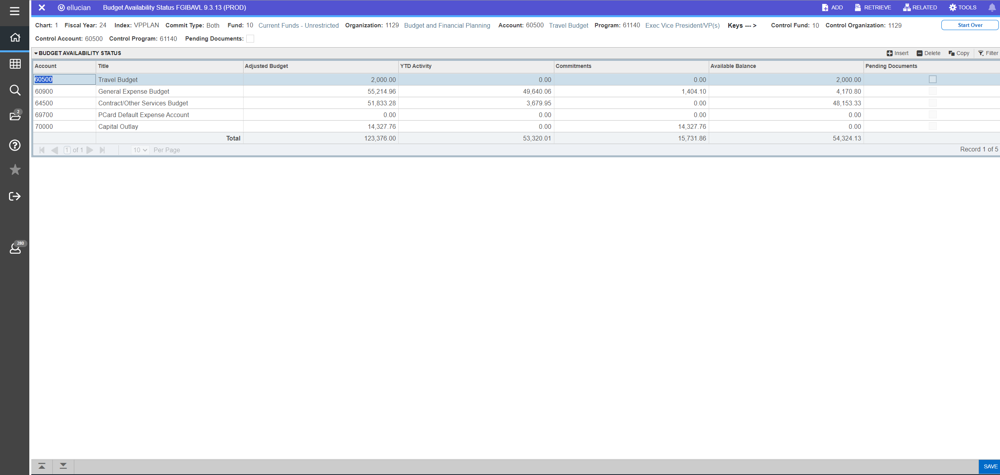 ellucian Budget Availability Status FGIBAVL 9.3.13 (PROD) ADD RETRIEVE RELATED TOOLS
Chart: 1 Fiscal Year: 24 Index: VPPLAN Commit Type: Both Fund: 10 Current Funds - Unrestricted Organization: 1129 Budget and Financial Planning Account: 60500 Travel Budget Program: 61140 Exec Vice President/VP(s) Keys --- > Control Fund: 10 Control Organization: 1129 Start Over
Control Account: 60500 Control Program: 61140 Pending Documents:
BUDGET AVAILABILITY STATUS Insert Delete Copy Filter
Account Title Adjusted Budget YTD Activity Commitments Available Balance Pending Documents
60500 Travel Budget 2,000.00 0.00 0.00 2,000.00
60900 General Expense Budget 55,214.96 49,640.06 1,404.10 4,170.80
64500 Contract/Other Services Budget 51,833.28 3,679.95 0.00 48,153.33
69700 PCard Default Expense Account 0.00 0.00 0.00 0.00
70000 Capital Outlay 14,327.76 0.00 14,327.76 0.00
Total 123,376.00 53,320.01 15,731.86 54,324.13
1 of 1 10 Per Page Record 1 of 5
2
280
SAVE